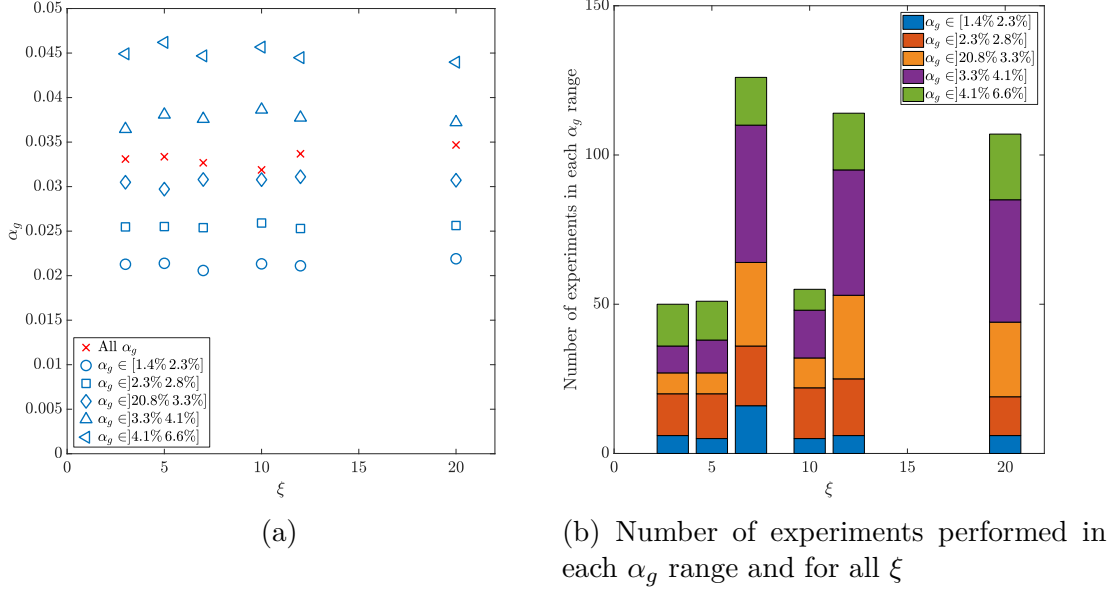 0.05
0.045
0.04
0.035
0.03
0.025
0.02
0.015
0.01
0.005
0
α_g
All α_g
α_g ∈ [1.4% 2.3%]
α_g ∈]2.3% 2.8%]
α_g ∈]20.8% 3.3%]
α_g ∈]3.3% 4.1%]
α_g ∈]4.1% 6.6%]
0 5 10 15 20
ξ
(a)
150
100
50
0
Number of experiments in each α_g range
α_g ∈ [1.4% 2.3%]
α_g ∈]2.3% 2.8%]
α_g ∈]20.8% 3.3%]
α_g ∈]3.3% 4.1%]
α_g ∈]4.1% 6.6%]
0 5 10 15 20
ξ
(b) Number of experiments performed in
each α_g range and for all ξ